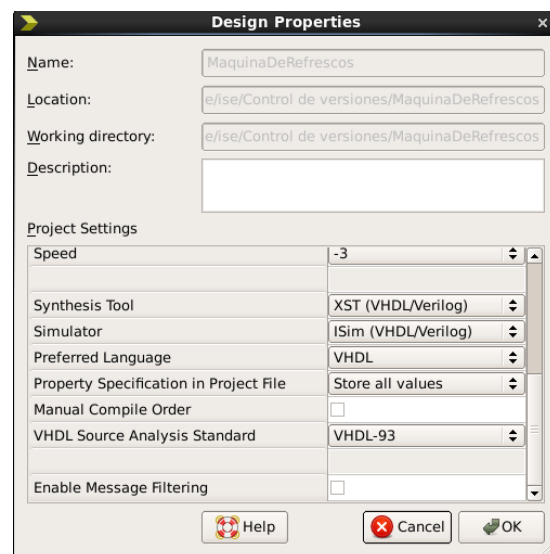 Design Properties
Name: MaquinaDeRefrescos
Location: e/ise/Control de versiones/MaquinaDeRefrescos
Working directory: e/ise/Control de versiones/MaquinaDeRefrescos
Description:
Project Settings
Speed -3
Synthesis Tool XST (VHDL/Verilog)
Simulator ISim (VHDL/Verilog)
Preferred Language VHDL
Property Specification in Project File Store all values
Manual Compile Order
VHDL Source Analysis Standard VHDL-93
Enable Message Filtering
Help Cancel OK